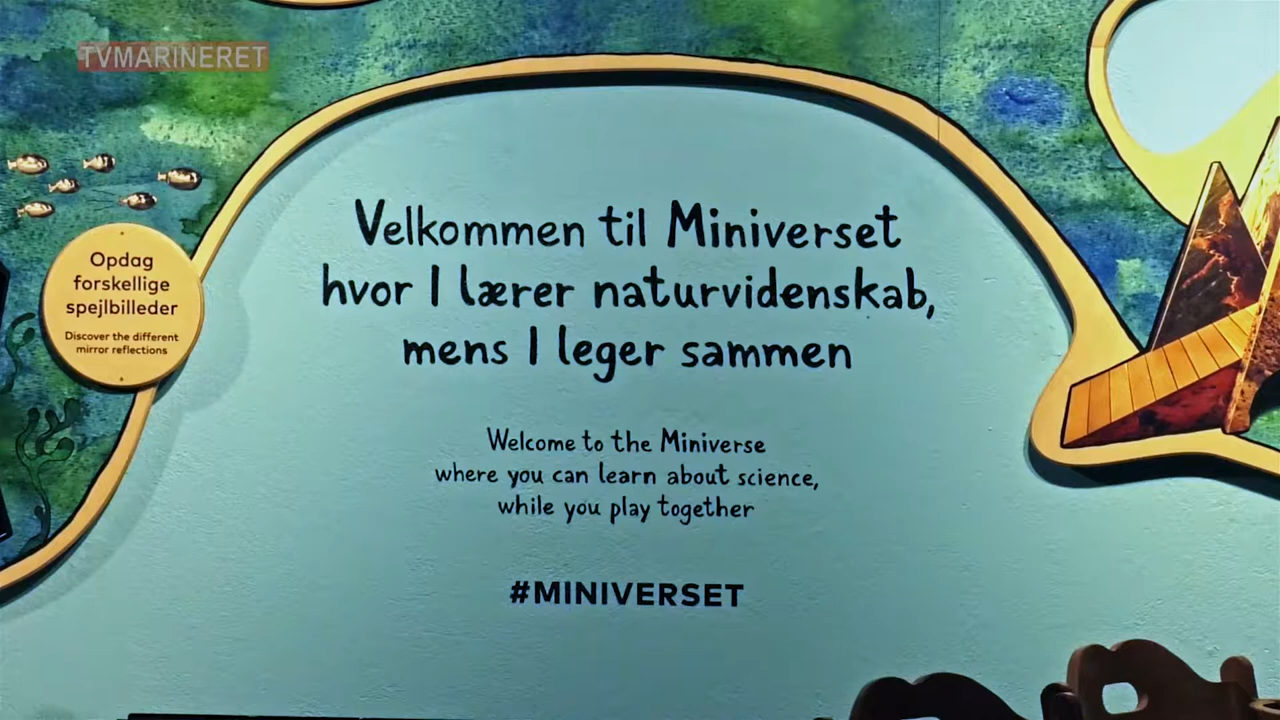 TVMARINERET
Velkommen til Miniverset
hvor I lærer naturvidenskab,
mens I leger sammen
Opdag
forskellige
spejlbilleder
Discover the different
mirror reflections
Welcome to the Miniverse
where you can learn about science,
while you play together
#MINIVERSET